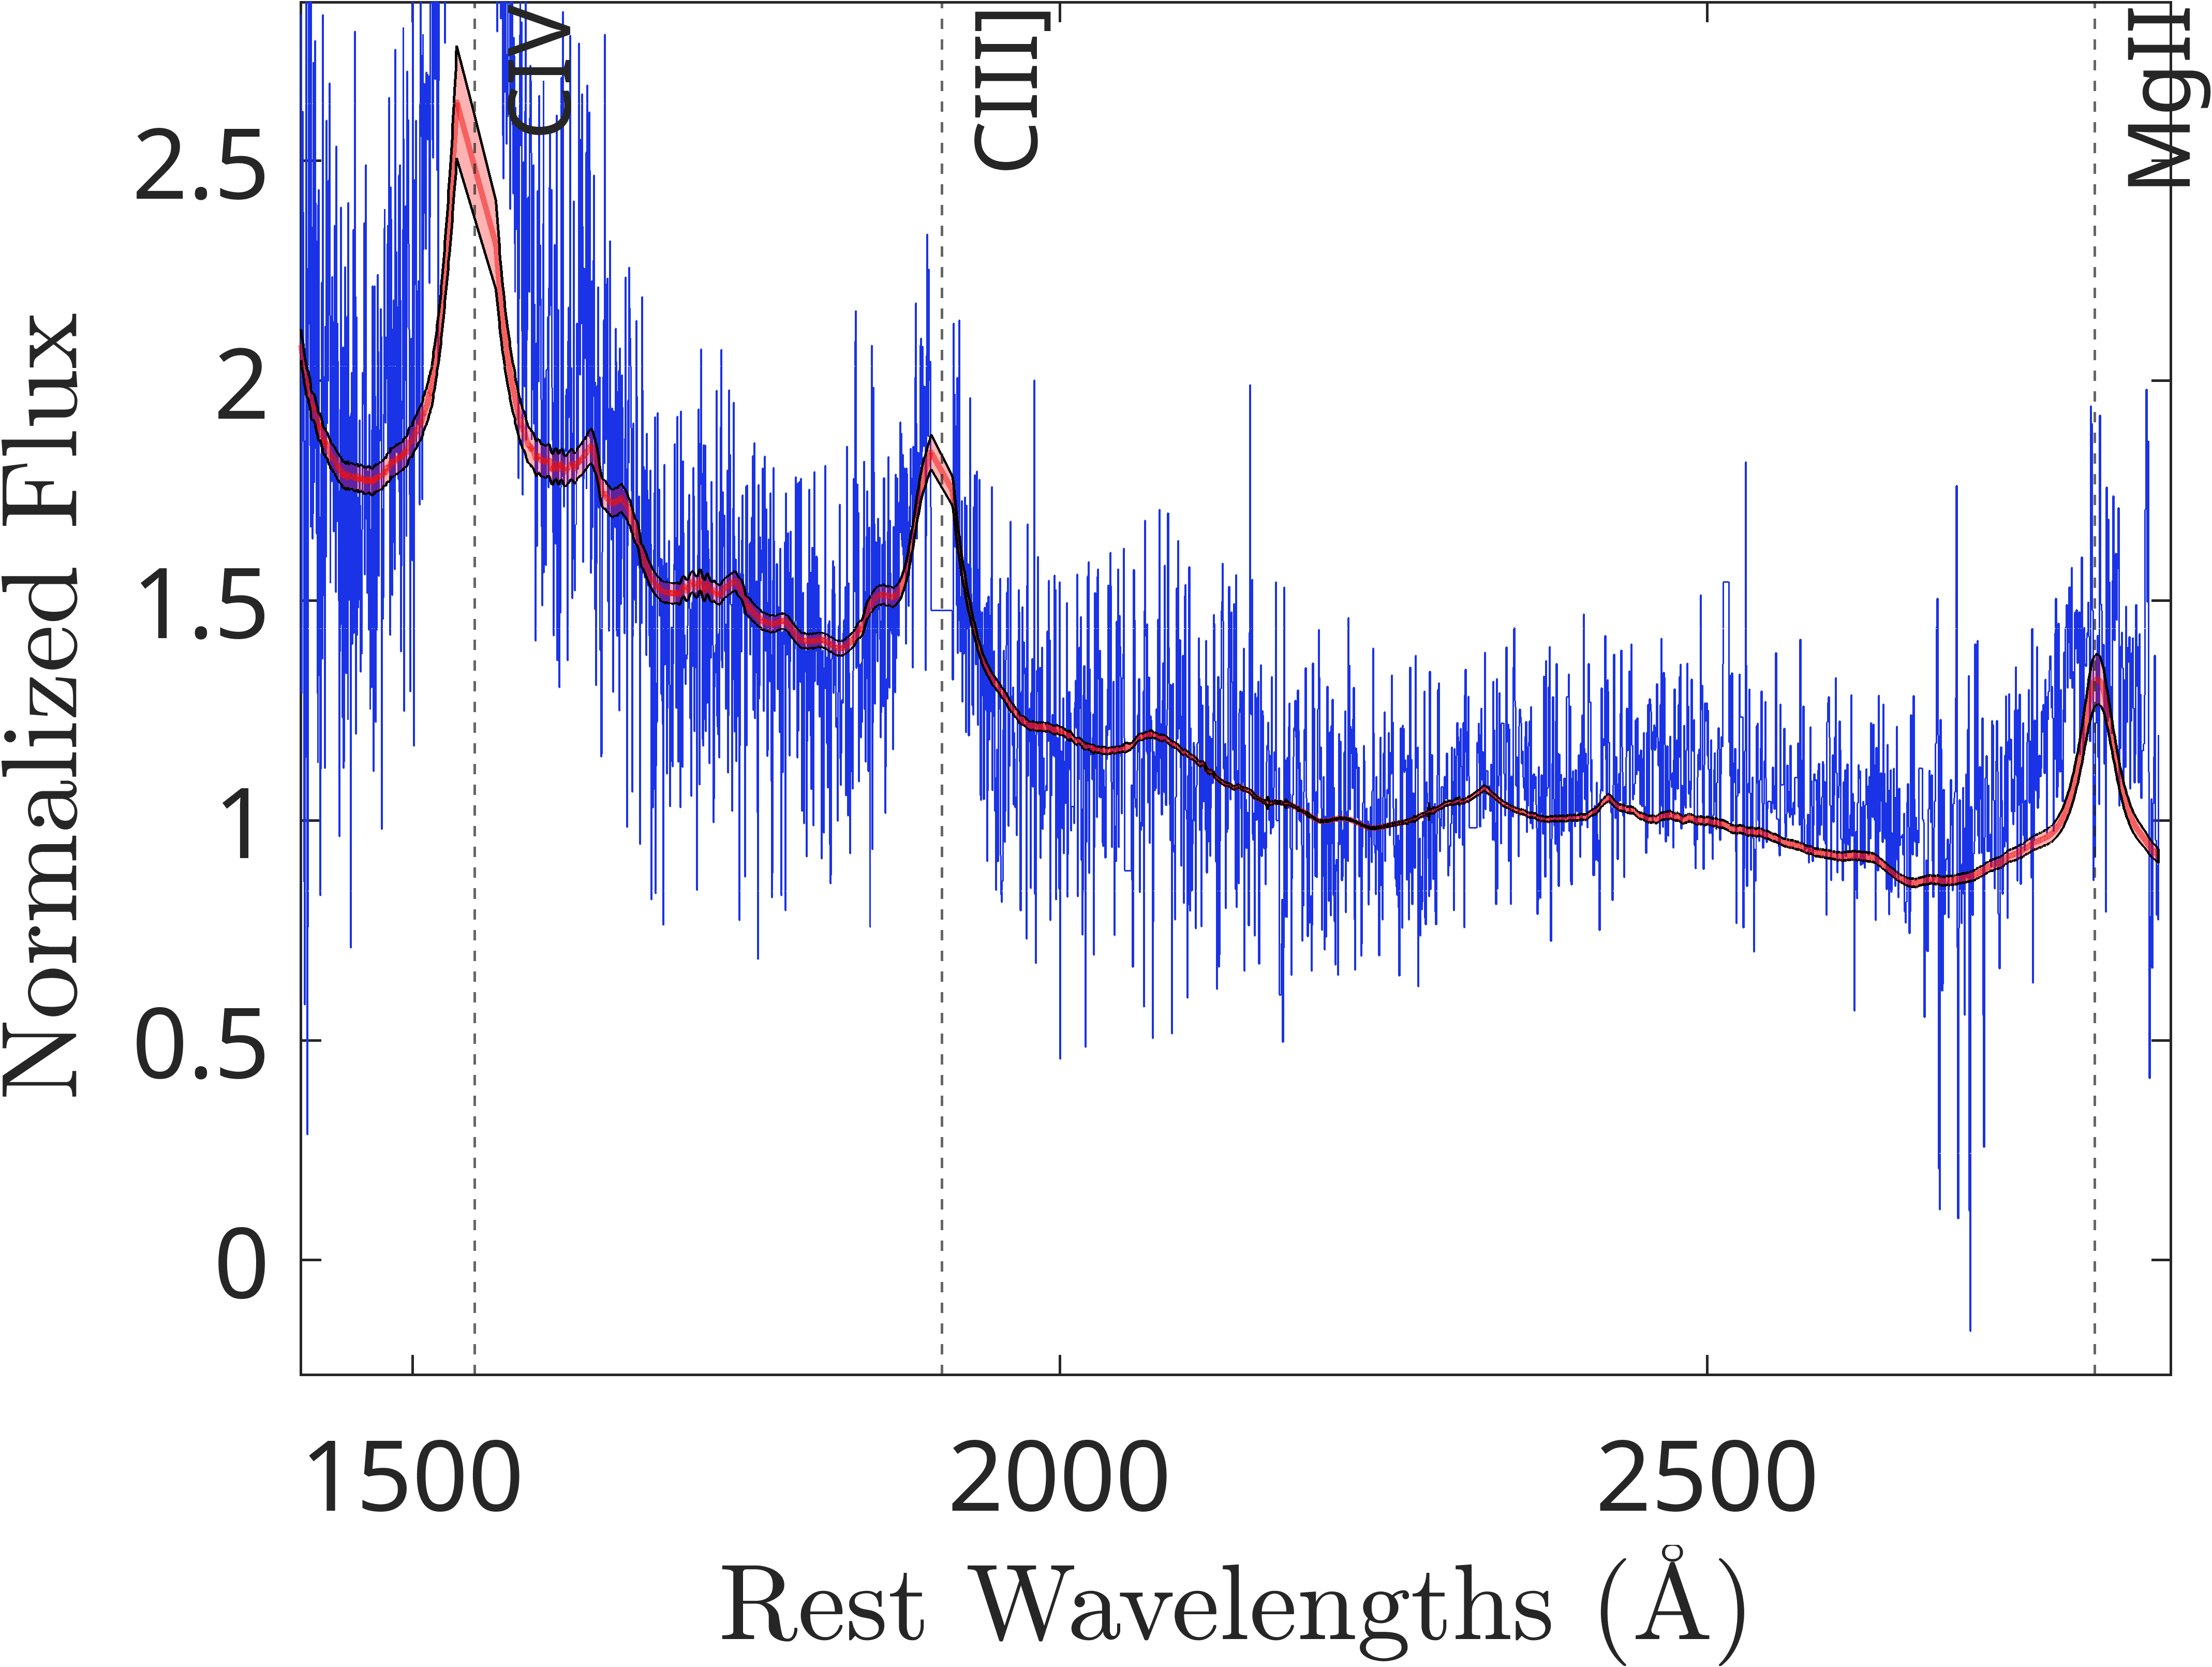 CIV
CIII]
MgII
2.5
2
1.5
1
0.5
0
Normalized Flux
1500
2000
2500
Rest Wavelengths (Å)